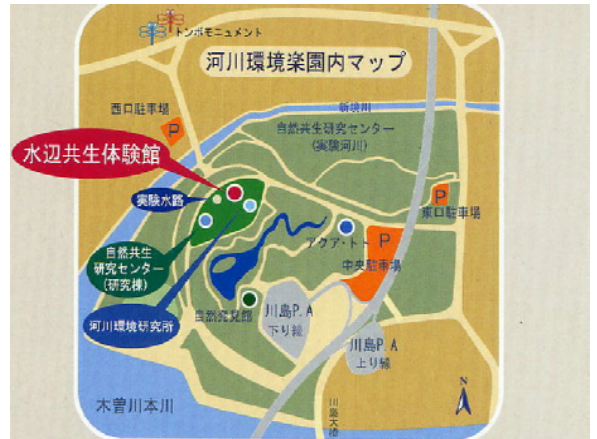 トンボモニュメント
河川環境楽園内マップ
西口駐車場
P
新境川
自然共生研究センター
(実験河川)
水辺共生体験館
実験水路
P
東口駐車場
アクア・トト
P
中央駐車場
自然共生
研究センター
(研究棟)
河川環境研究所
自然発見館
川島P.A
下り線
川島P.A
上り線
木曽川本川
川島大橋
N